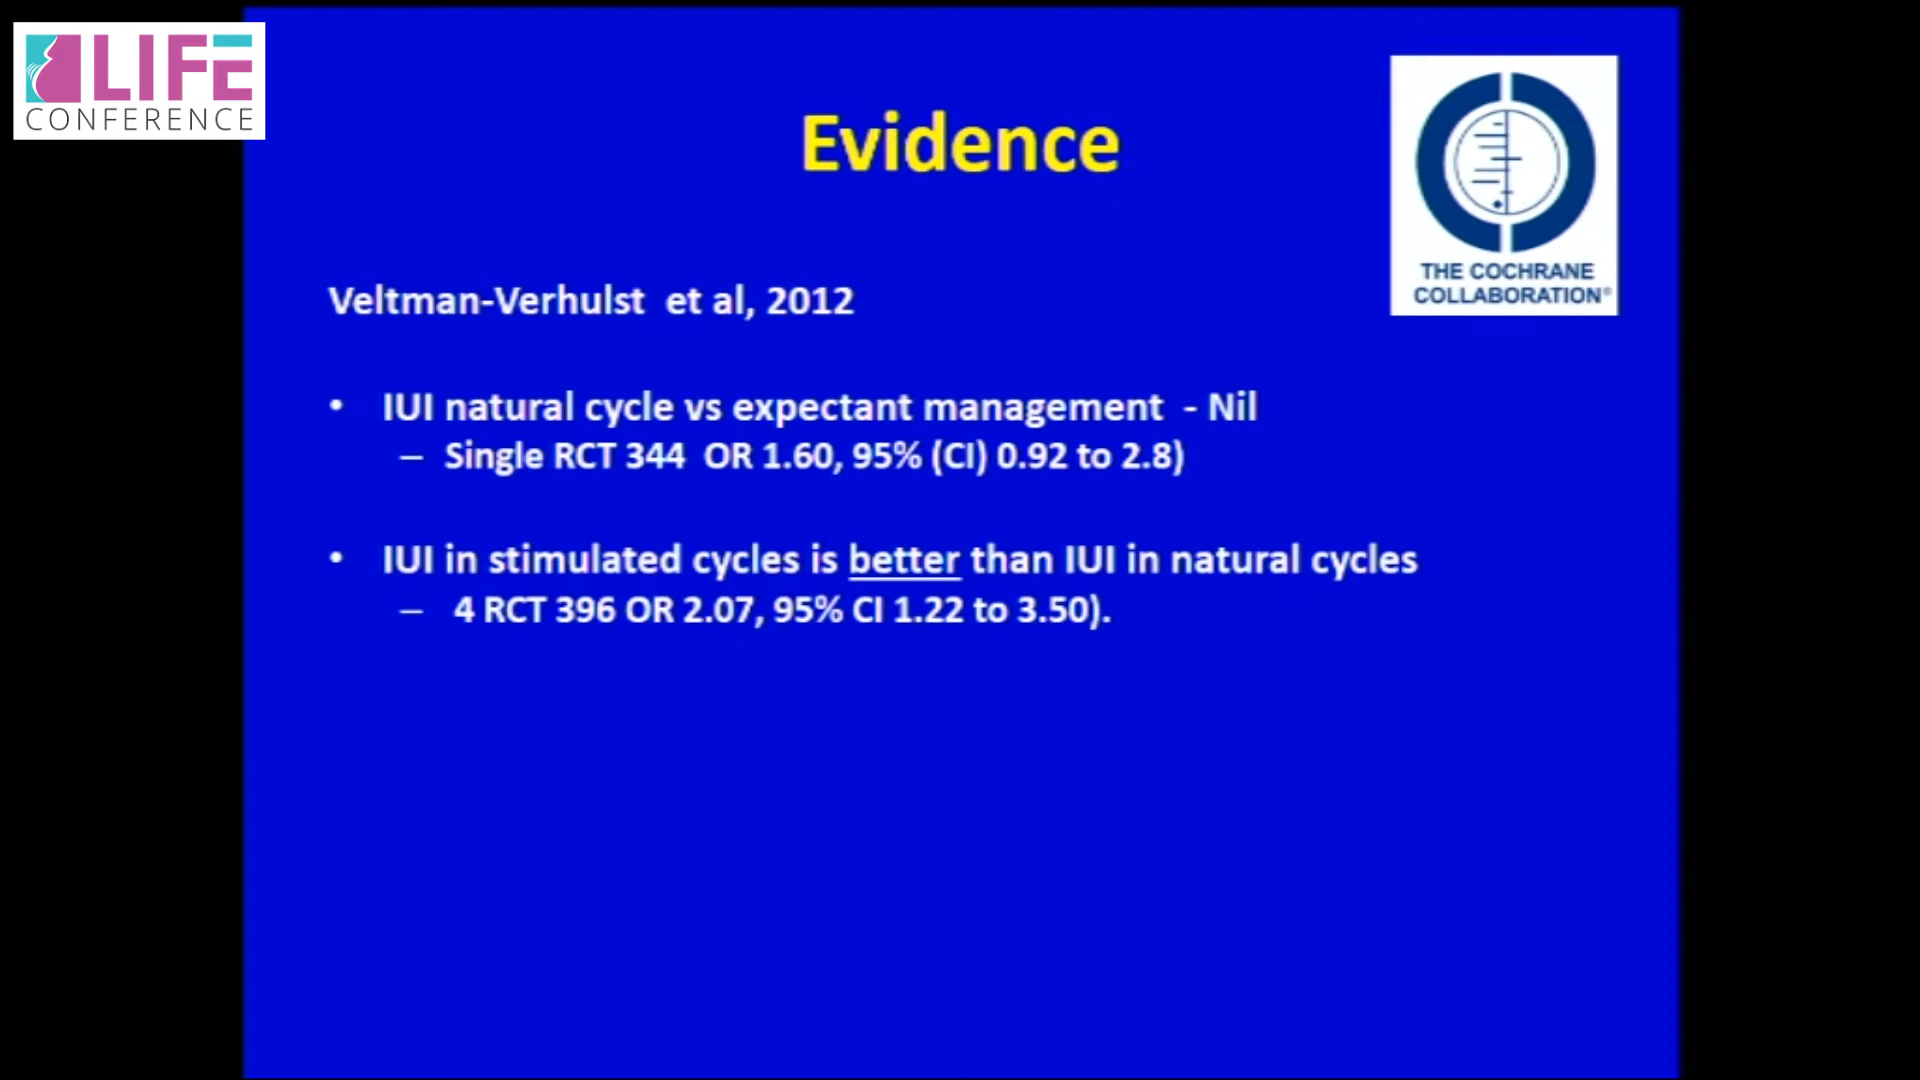 LIFE
CONFERENCE
Evidence
THE COCHRANE
COLLABORATION®
Veltman-Verhulst et al, 2012
• IUI natural cycle vs expectant management - Nil
– Single RCT 344 OR 1.60, 95% (CI) 0.92 to 2.8)
• IUI in stimulated cycles is better than IUI in natural cycles
– 4 RCT 396 OR 2.07, 95% CI 1.22 to 3.50).